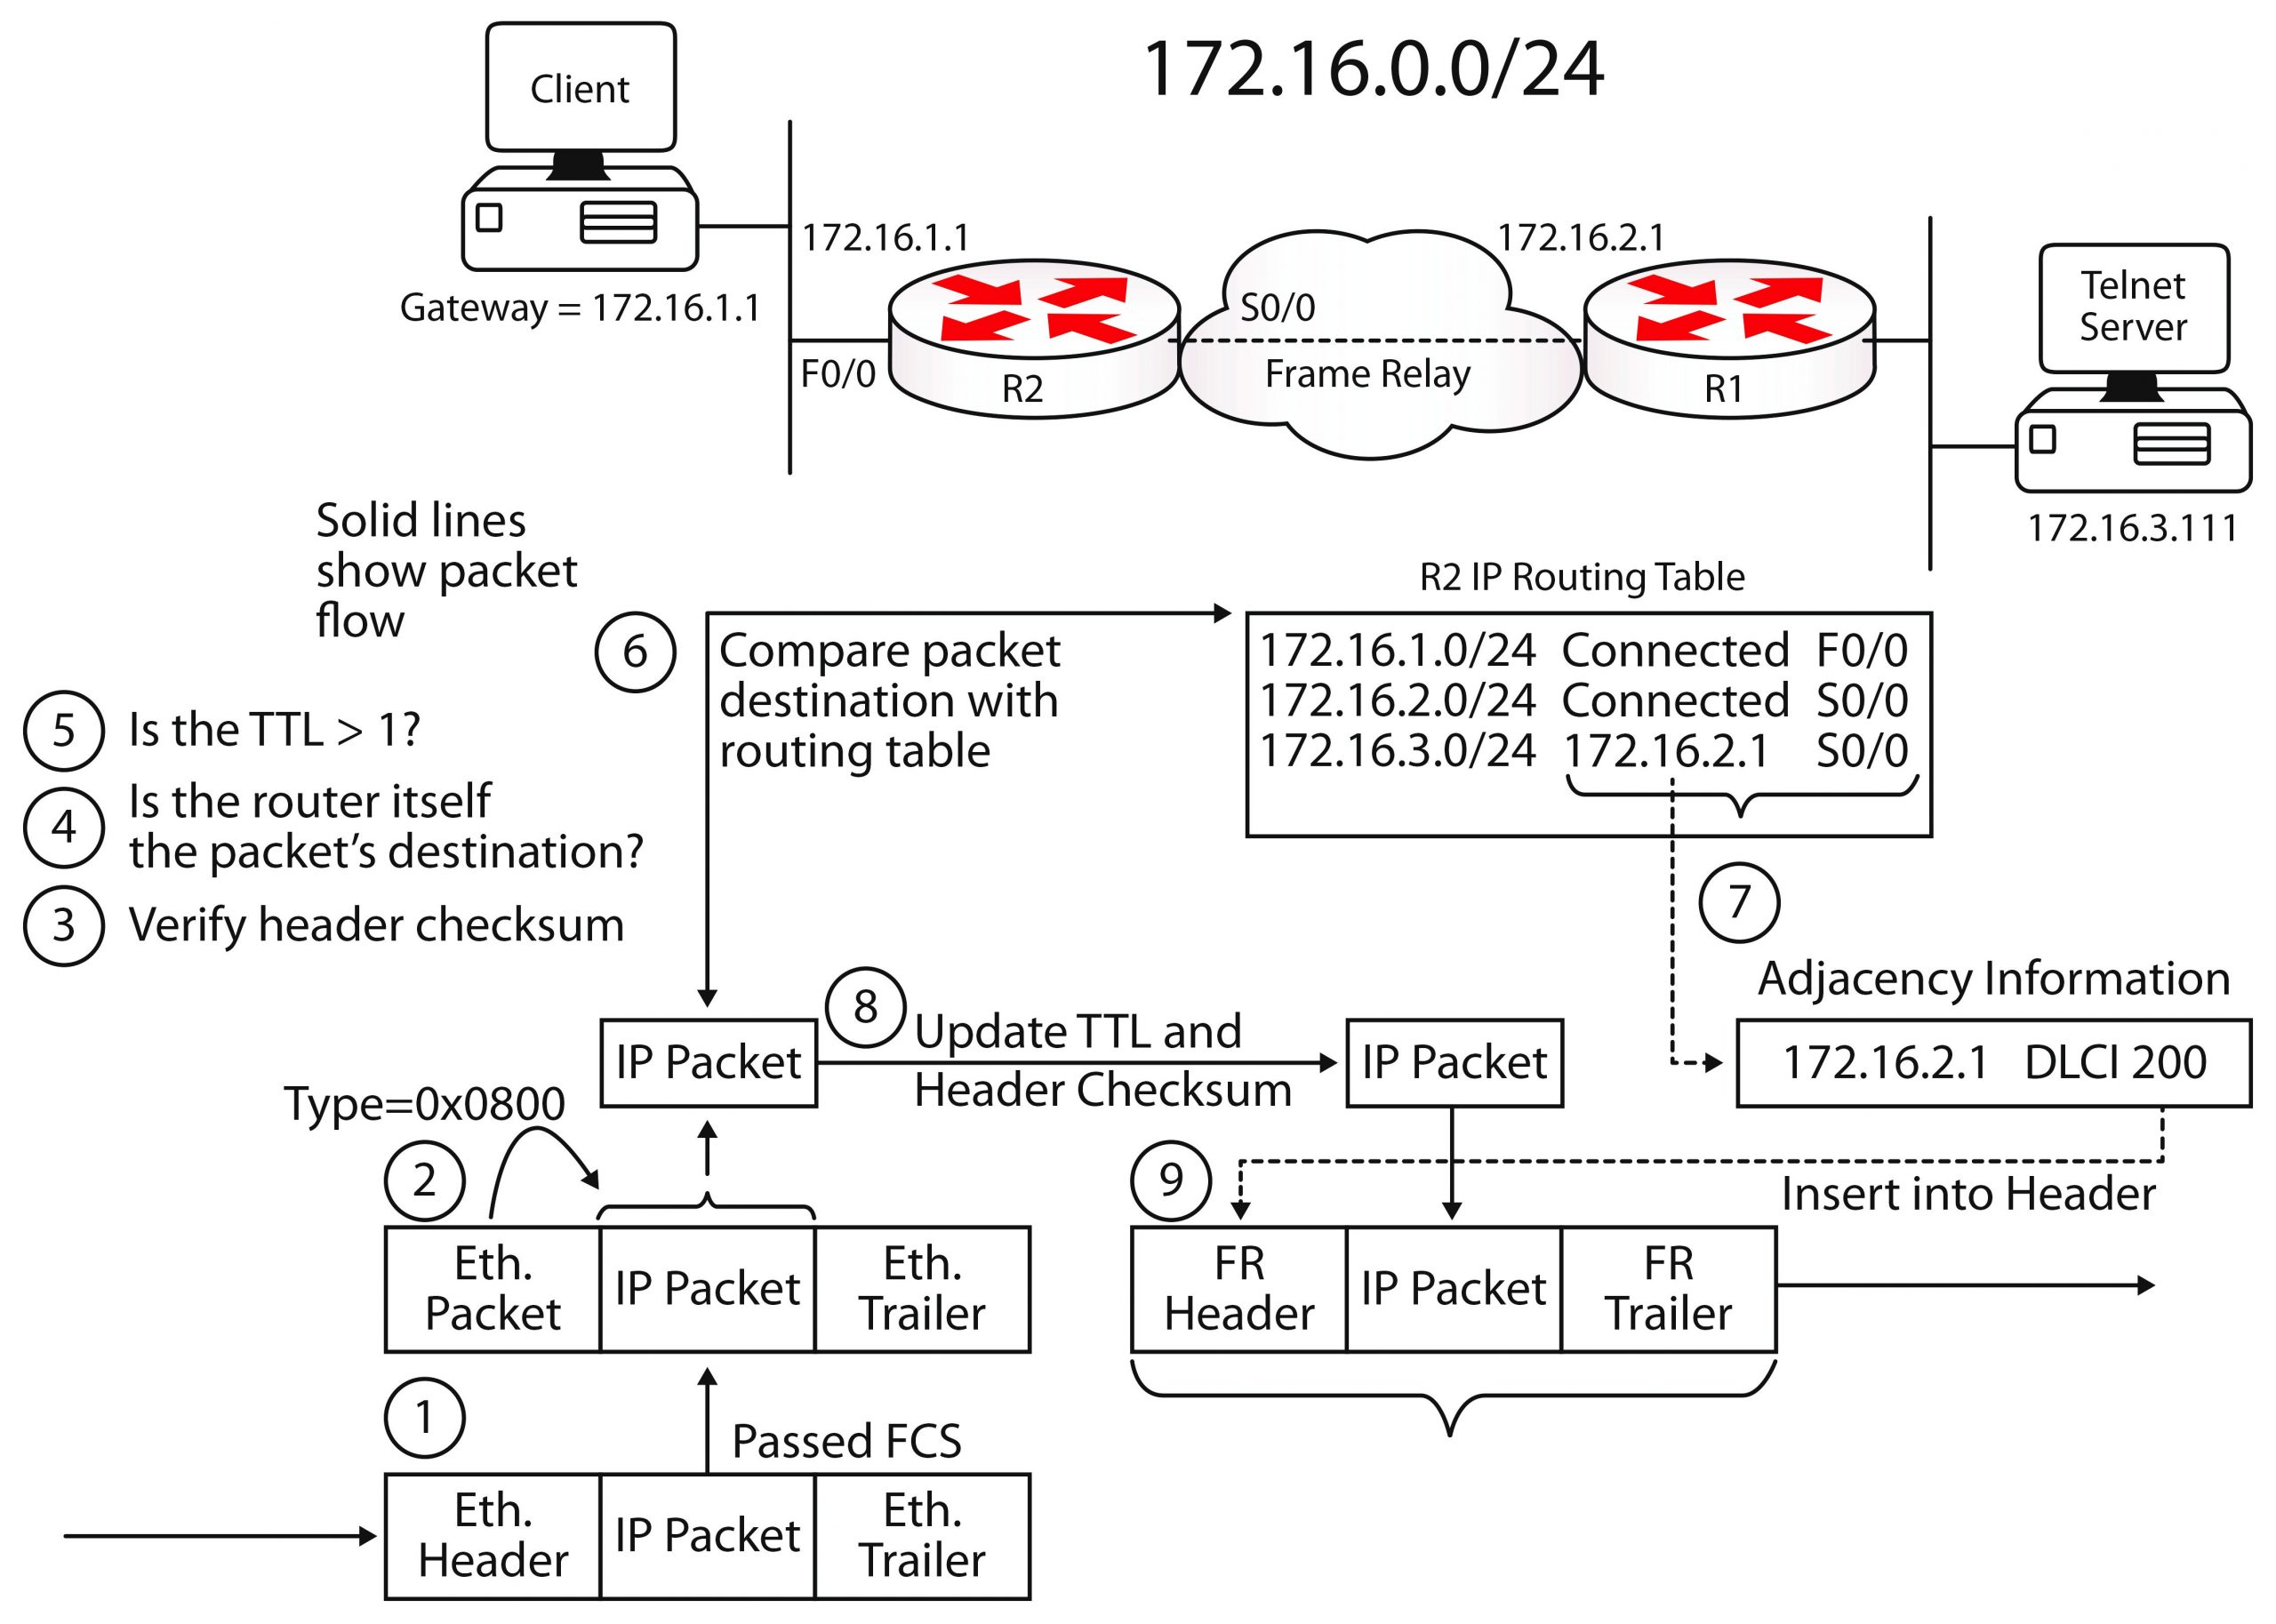 Client
172.16.0.0/24
172.16.1.1
172.16.2.1
Gateway = 172.16.1.1
S0/0
Telnet
Server
F0/0
R2
Frame Relay
R1
172.16.3.111
Solid lines
show packet
flow
R2 IP Routing Table
6
Compare packet
destination with
routing table
172.16.1.0/24 Connected F0/0
172.16.2.0/24 Connected S0/0
172.16.3.0/24 172.16.2.1 S0/0
5 Is the TTL > 1?
4 Is the router itself
the packet’s destination?
3 Verify header checksum
7
Adjacency Information
172.16.2.1 DLCI 200
8
Update TTL and
Header Checksum
IP Packet
IP Packet
Type=0x0800
2
9
Insert into Header
Eth.
Packet
IP Packet
Eth.
Trailer
FR
Header
IP Packet
FR
Trailer
1
Passed FCS
Eth.
Header
IP Packet
Eth.
Trailer